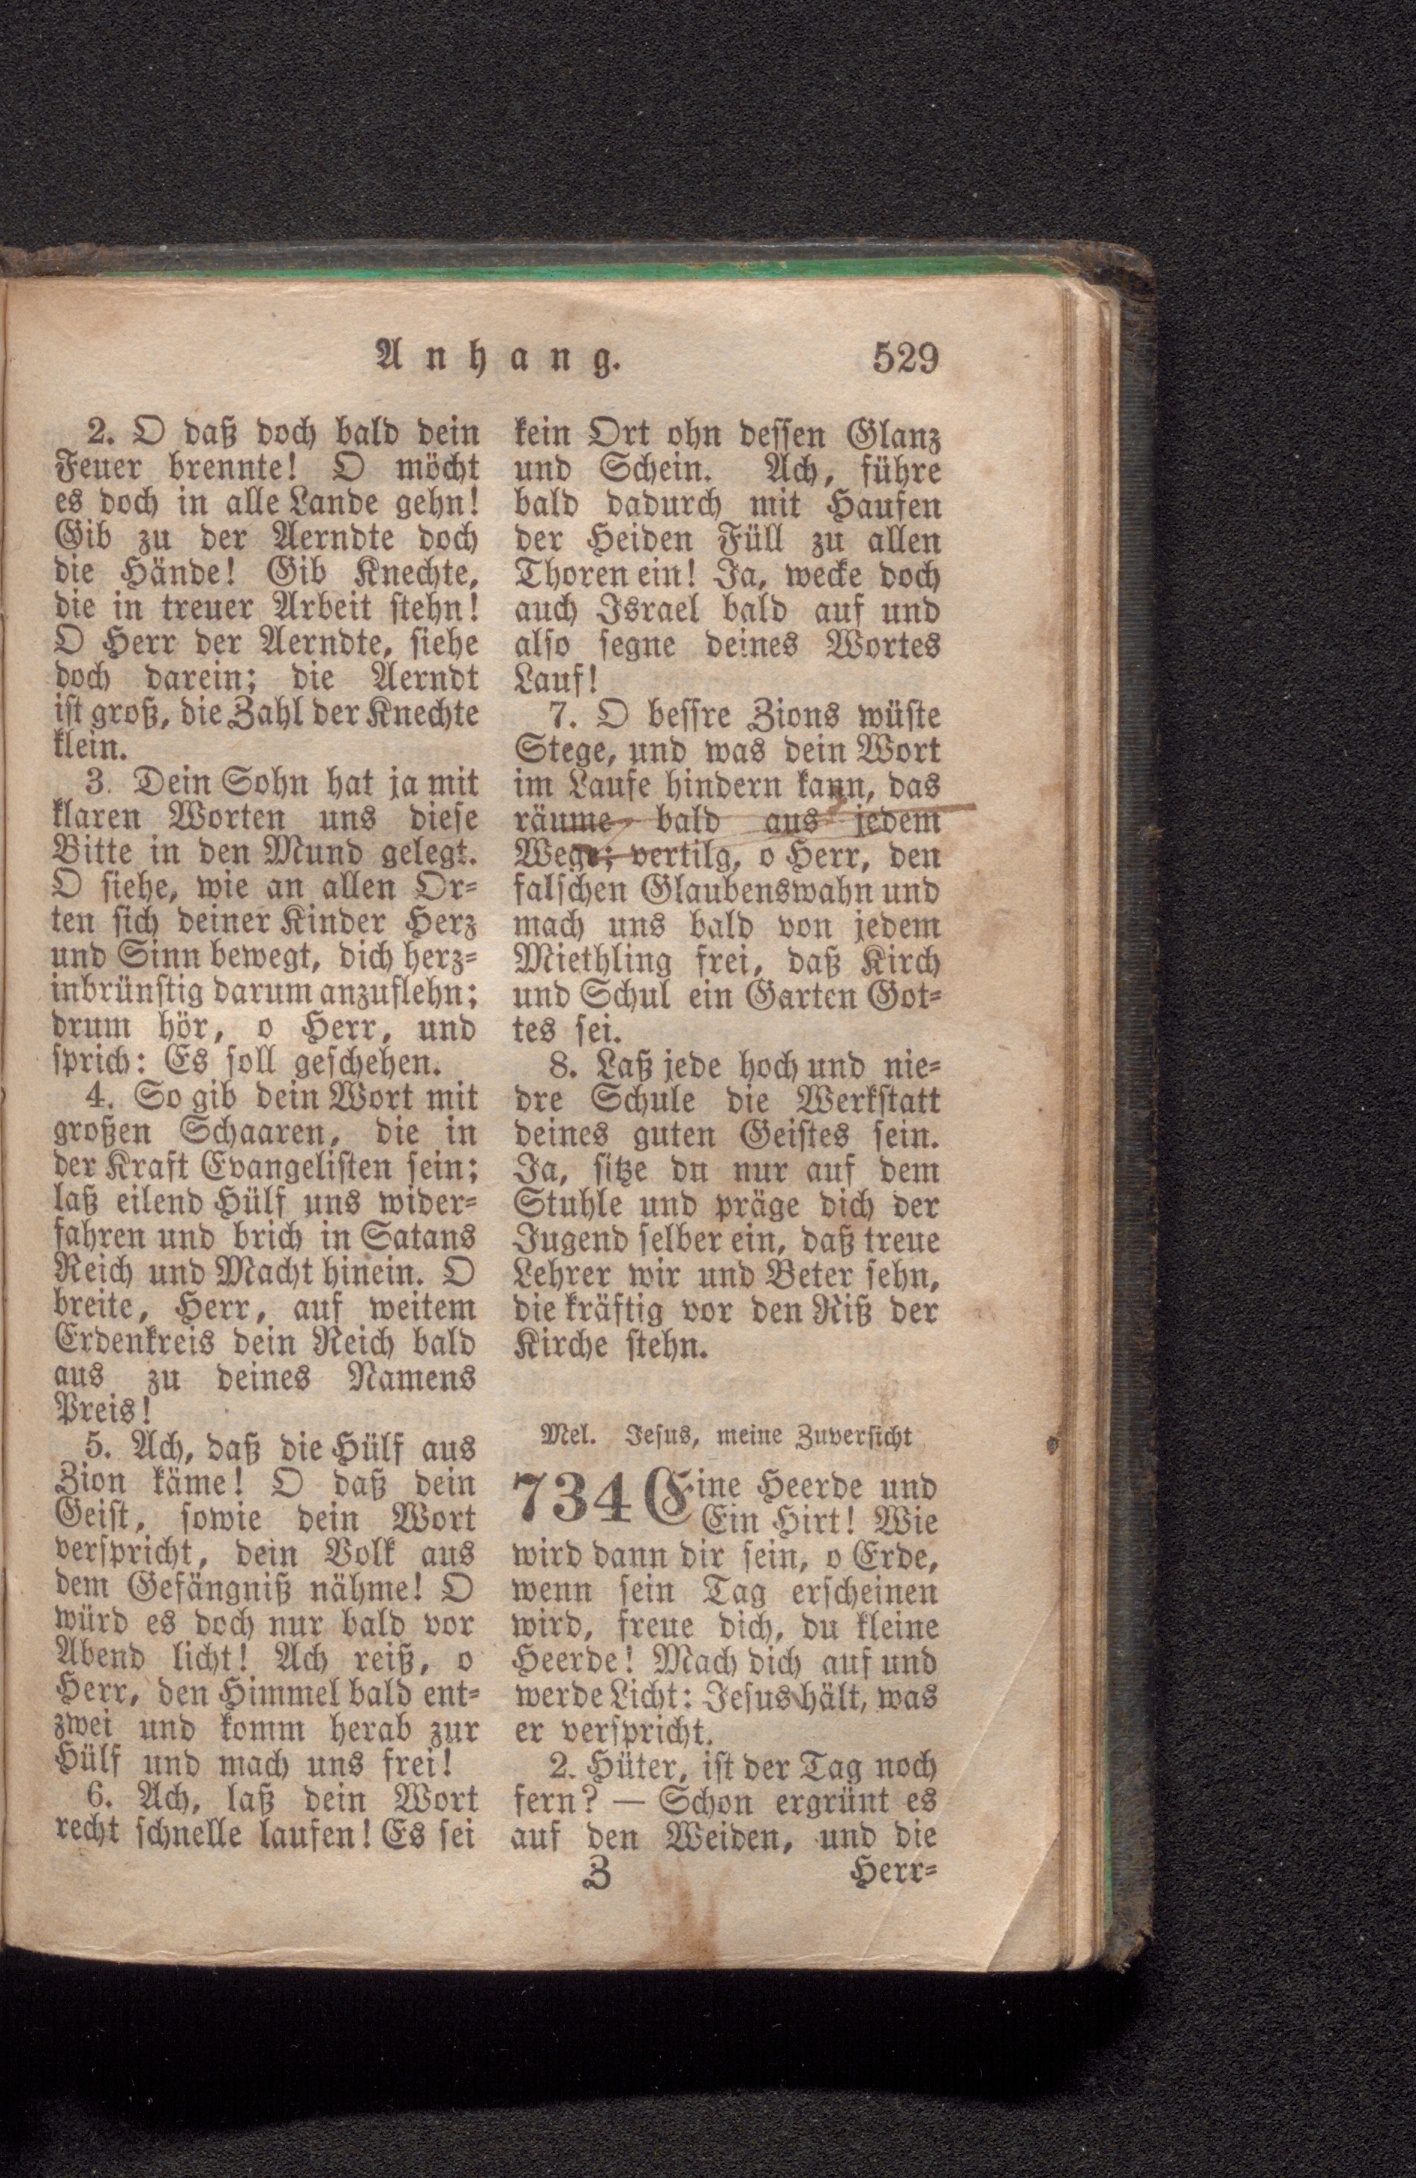 Anhang. 529
2. O daß doch bald dein
Feuer brennte! O möcht
es doch in alle Lande gehn!
Gib zu der Aerndte doch
die Hände! Gib Knechte,
die in treuer Arbeit stehn!
O Herr der Aerndte, siehe
doch darein; die Aerndt
ist groß, die Zahl der Knechte
klein.
3. Dein Sohn hat ja mit
klaren Worten uns diese
Bitte in den Mund gelegt.
O siehe, wie an allen Or-
ten sich deiner Kinder Herz
und Sinn bewegt, dich herz-
inbrünstig darum anzuflehn;
drum hör, o Herr, und
sprich: Es soll geschehen.
4. So gib dein Wort mit
großen Schaaren, die in
der Kraft Evangelisten sein;
laß eilend Hülf uns wider-
fahren und brich in Satans
Reich und Macht hinein. O
breite, Herr, auf weitem
Erdenkreis dein Reich bald
aus zu deines Namens
Preis!
5. Ach, daß die Hülf aus
Zion käme! O daß dein
Geist, sowie dein Wort
verspricht, dein Volk aus
dem Gefängniß nähme! O
würd es doch nur bald vor
Abend licht! Ach reiß, o
Herr, den Himmel bald ent-
zwei und komm herab zur
Hülf und mach uns frei!
6. Ach, laß dein Wort
recht schnelle laufen! Es sei
kein Ort ohn dessen Glanz
und Schein. Ach, führe
bald dadurch mit Haufen
der Heiden Füll zu allen
Thoren ein! Ja, wecke doch
auch Israel bald auf und
also segne deines Wortes
Lauf!
7. O bessre Zions wüste
Stege, und was dein Wort
im Laufe hindern kann, das
räume bald aus jedem
Wege; vertilg, o Herr, den
falschen Glaubenswahn und
mach uns bald von jedem
Miethling frei, daß Kirch
und Schul ein Garten Got-
tes sei.
8. Laß jede hoch und nie-
dre Schule die Werkstatt
deines guten Geistes sein.
Ja, sitze du nur auf dem
Stuhle und präge dich der
Jugend selber ein, daß treue
Lehrer wir und Beter sehn,
die kräftig vor den Riß der
Kirche stehn.
Mel. Jesus, meine Zuversicht
734 Eine Heerde und
Ein Hirt! Wie
wird dann dir sein, o Erde,
wenn sein Tag erscheinen
wird, freue dich, du kleine
Heerde! Mach dich auf und
werde Licht: Jesus hält, was
er verspricht.
2. Hüter, ist der Tag noch
fern? — Schon ergrünt es
auf den Weiden, und die
3 Herr-